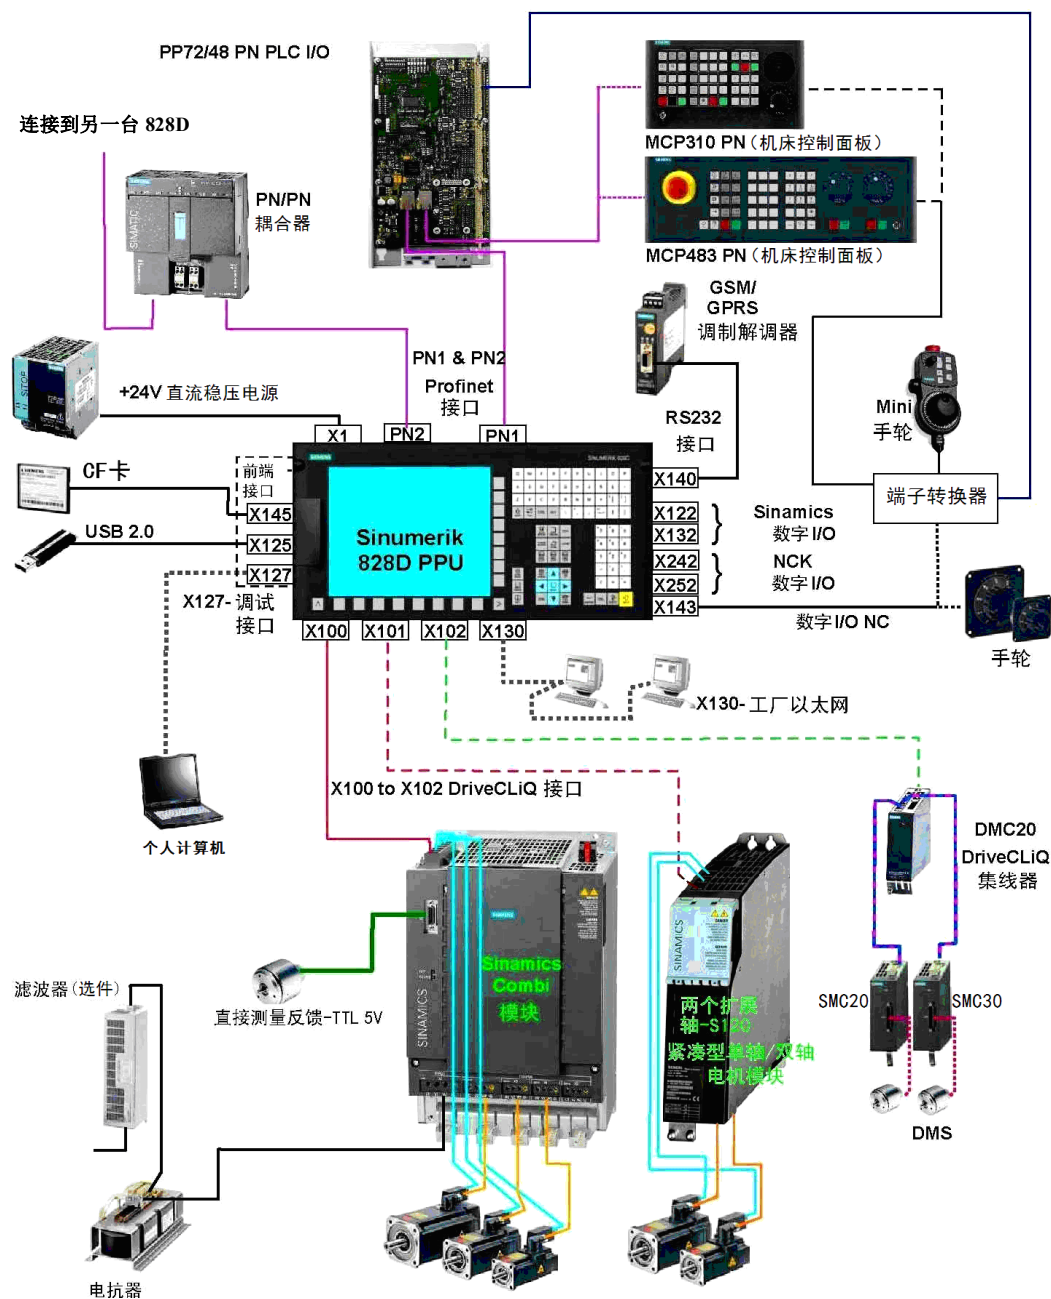 PP72/48 PN PLC I/O
连接到另一台 828D
PN/PN
耦合器
SIMATIC
MCP310 PN（机床控制面板）
MCP483 PN（机床控制面板）
GSM/
GPRS
调制解调器
PN1 & PN2
Profinet
接口
+24V 直流稳压电源
SITOP
RS232
接口
Mini
手轮
X1
PN2
PN1
CF卡
前端
接口
SIEMENS
SINUMERIK 828D
X140
端子转换器
X145
X122
Sinamics
数字 I/O
X132
USB 2.0
X125
Sinumerik
828D PPU
X242
NCK
数字 I/O
X252
X127
X127-调试
接口
X143
数字 I/O NC
手轮
X100
X101
X102
X130
X130-工厂以太网
X100 to X102 DriveCLiQ 接口
个人计算机
DMC20
DriveCLiQ
集线器
Sinamics
Combi
模块
SINAMICS
SINAMICS
两个扩展
轴-S120
紧凑型单轴/双轴
电机模块
SMC20
SMC30
滤波器（选件）
直接测量反馈-TTL 5V
DMS
电抗器